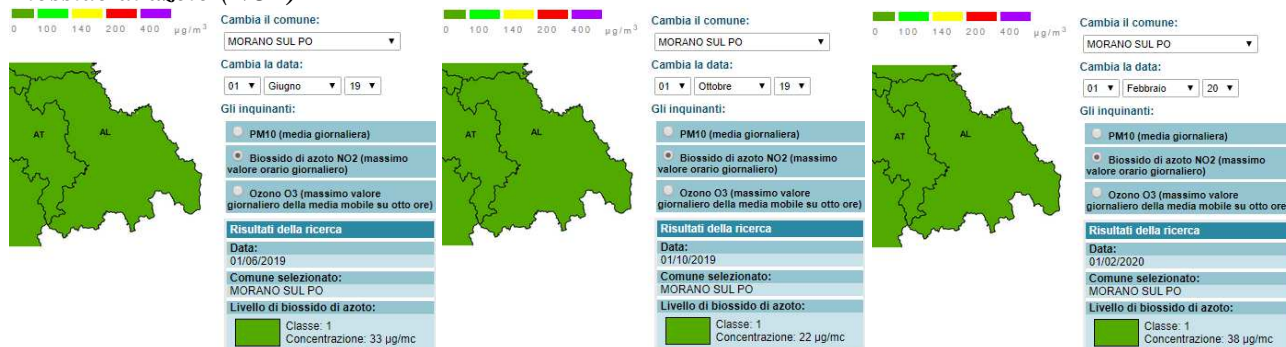 0 100 140 200 400 µg/m³
Cambia il comune:
MORANO SUL PO
Cambia la data:
01 Giugno 19
Gli inquinanti:
PM10 (media giornaliera)
Biossido di azoto NO2 (massimo
valore orario giornaliero)
Ozono O3 (massimo valore
giornaliero della media mobile su otto ore)
AT AL
Risultati della ricerca
Data:
01/06/2019
Comune selezionato:
MORANO SUL PO
Livello di biossido di azoto:
Classe: 1
Concentrazione: 33 µg/mc
0 100 140 200 400 µg/m³
Cambia il comune:
MORANO SUL PO
Cambia la data:
01 Ottobre 19
Gli inquinanti:
PM10 (media giornaliera)
Biossido di azoto NO2 (massimo
valore orario giornaliero)
Ozono O3 (massimo valore
giornaliero della media mobile su otto ore)
AT AL
Risultati della ricerca
Data:
01/10/2019
Comune selezionato:
MORANO SUL PO
Livello di biossido di azoto:
Classe: 1
Concentrazione: 22 µg/mc
0 100 140 200 400 µg/m³
Cambia il comune:
MORANO SUL PO
Cambia la data:
01 Febbraio 20
Gli inquinanti:
PM10 (media giornaliera)
Biossido di azoto NO2 (massimo
valore orario giornaliero)
Ozono O3 (massimo valore
giornaliero della media mobile su otto ore)
AT AL
Risultati della ricerca
Data:
01/02/2020
Comune selezionato:
MORANO SUL PO
Livello di biossido di azoto:
Classe: 1
Concentrazione: 38 µg/mc